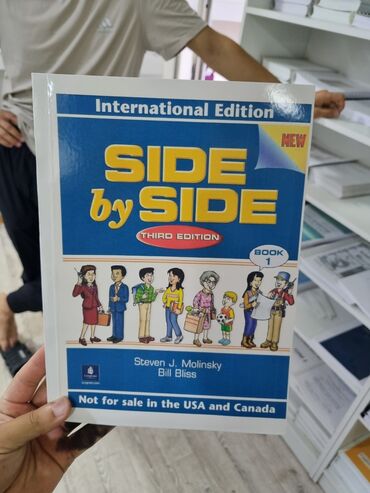 International Edition
NEW
SIDE
by SIDE
THIRD EDITION
BOOK
1
Steven J. Molinsky
Bill Bliss
Not for sale in the USA and Canada